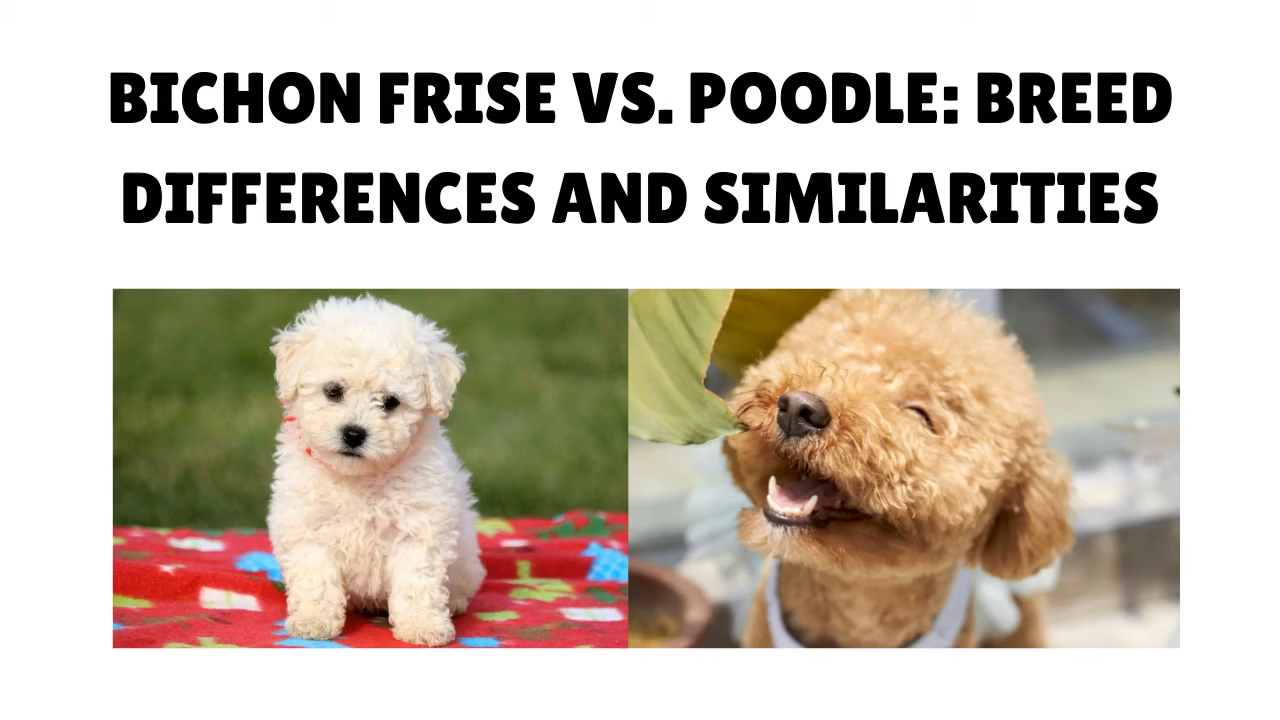 BICHON FRISE VS. POODLE: BREED
DIFFERENCES AND SIMILARITIES